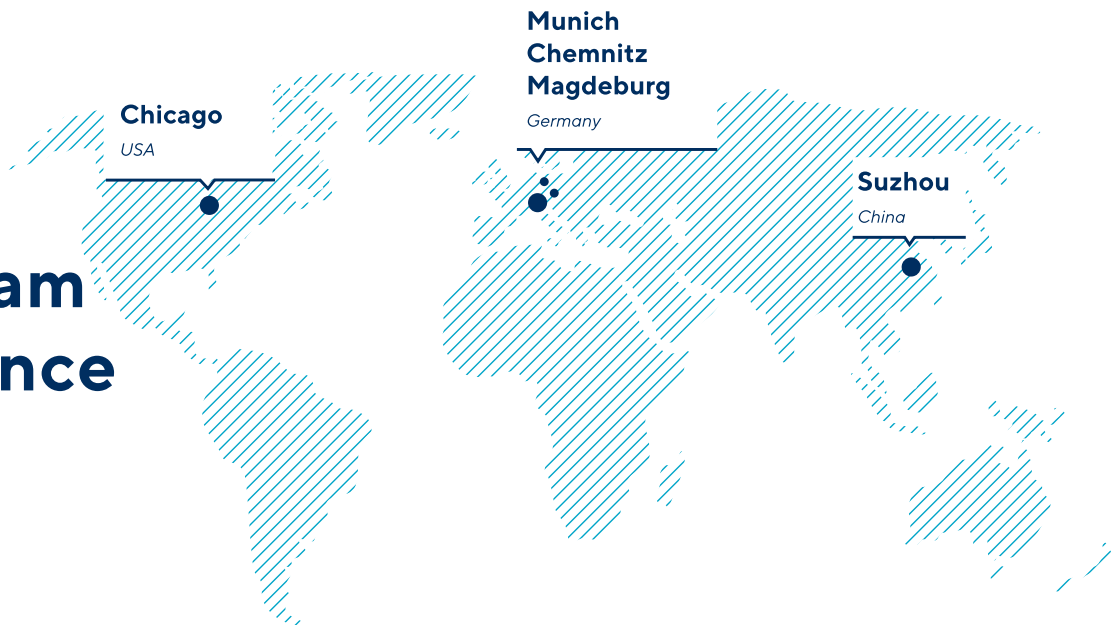 Munich
Chemnitz
Magdeburg
Germany
Chicago
USA
Suzhou
China
am
nce